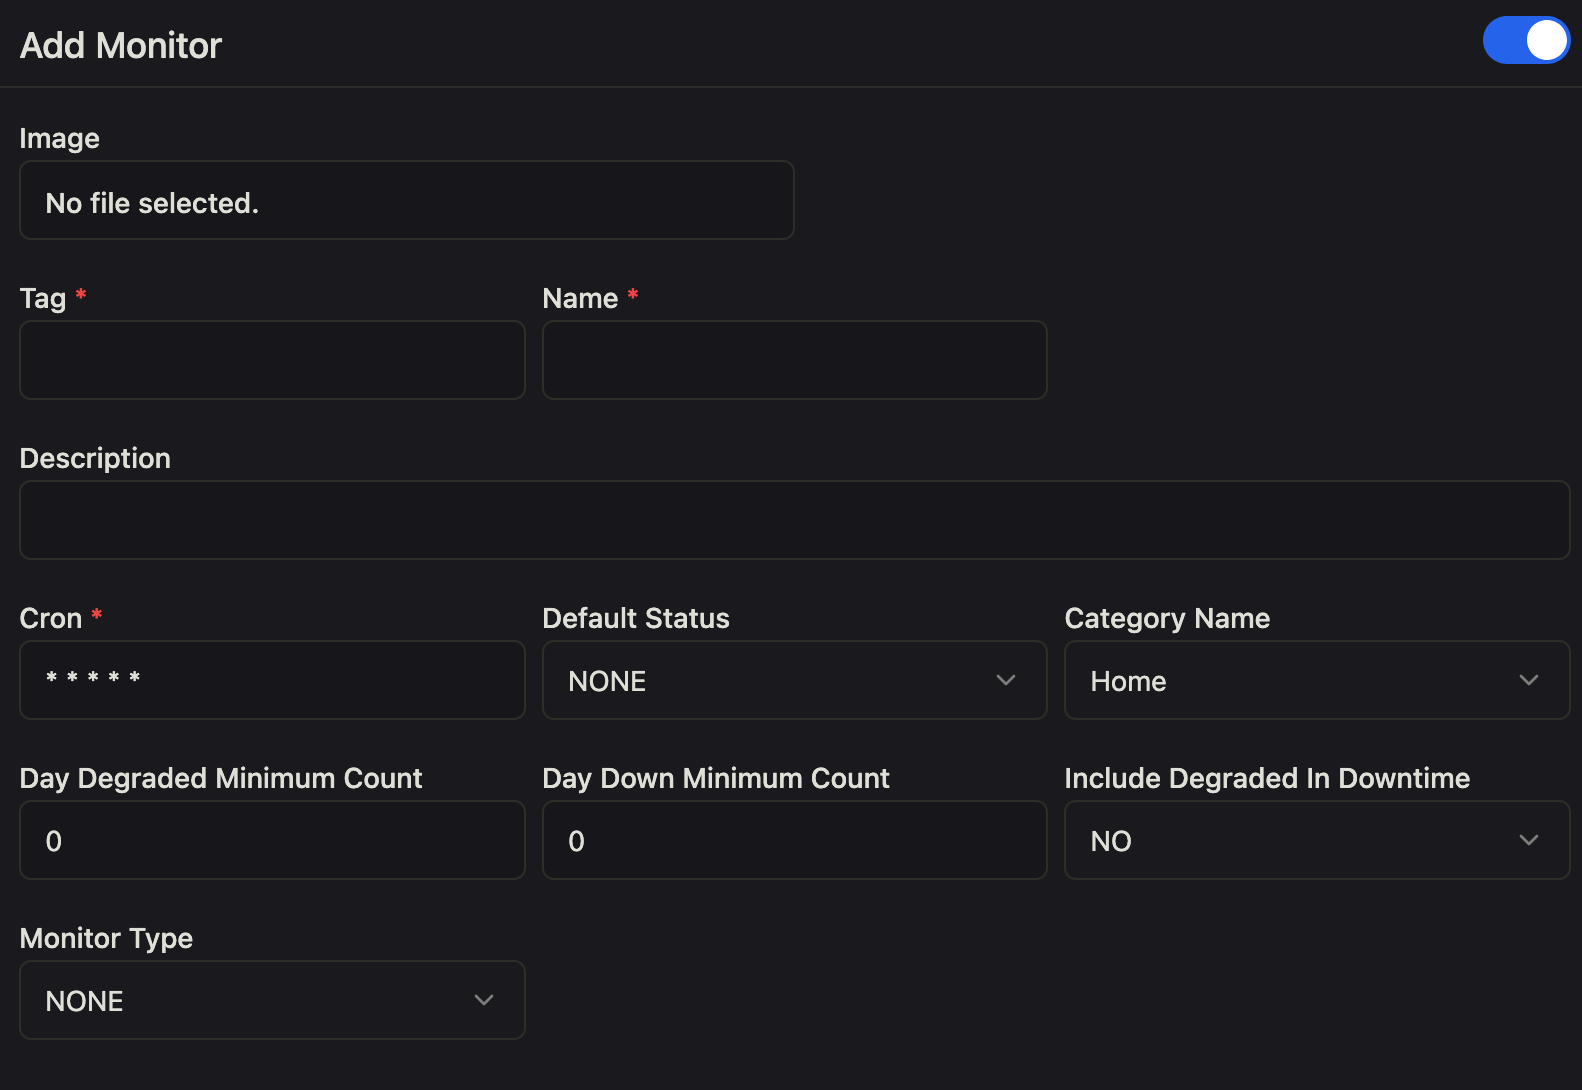 Add Monitor
Image
No file selected.
Tag * Name *
Description
Cron * Default Status Category Name
* * * * * NONE Home
Day Degraded Minimum Count Day Down Minimum Count Include Degraded In Downtime
0 0 NO
Monitor Type
NONE